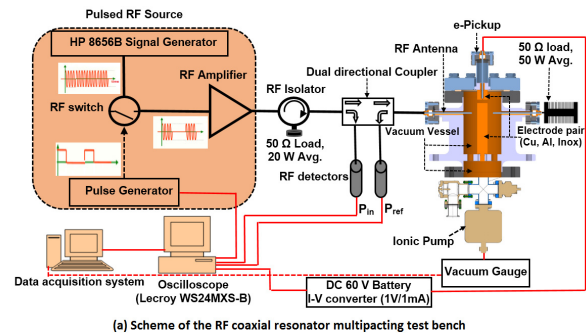 Pulsed RF Source
HP 8656B Signal Generator
RF switch
RF Amplifier
Pulse Generator
RF Isolator
50 Ω Load,
20 W Avg.
Dual directional Coupler
RF detectors
Pin
Pref
e-Pickup
RF Antenna
50 Ω load,
50 W Avg.
Vacuum Vessel
Electrode pair
(Cu, Al, Inox)
Ionic Pump
Vacuum Gauge
DC 60 V Battery
I-V converter (1V/1mA)
Data acquisition system
Oscilloscope
(Lecroy WS24MXS-B)
(a) Scheme of the RF coaxial resonator multipacting test bench